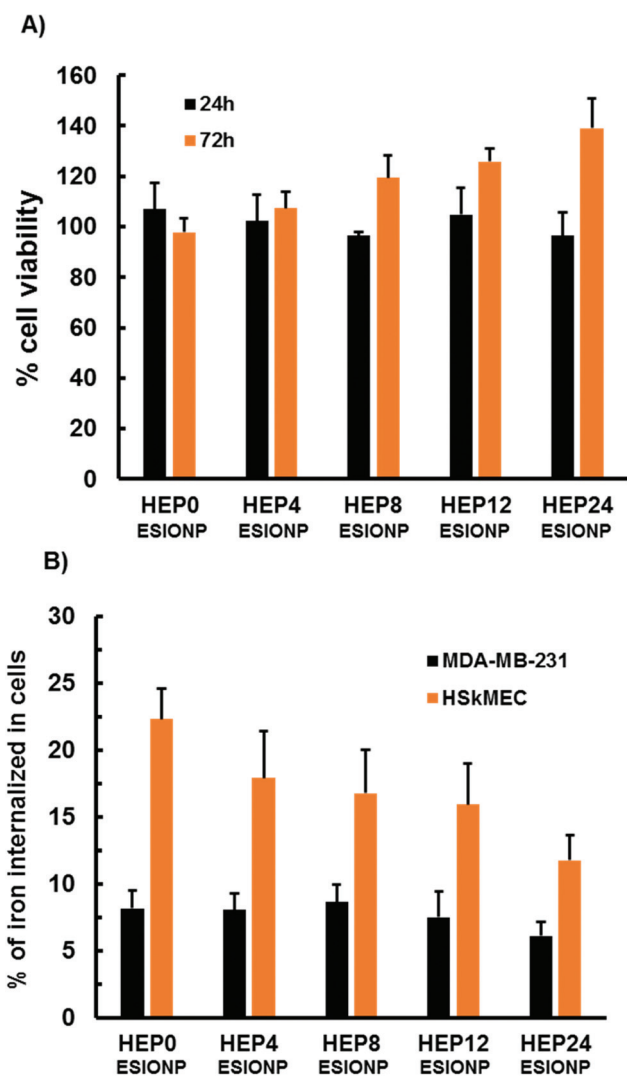 A)
% cell viability
160
140
120
100
80
60
40
20
0
24h
72h
HEP0 HEP4 HEP8 HEP12 HEP24
ESIONP ESIONP ESIONP ESIONP ESIONP
B)
% of iron internalized in cells
30
25
20
15
10
5
0
MDA-MB-231
HSkMEC
HEP0 HEP4 HEP8 HEP12 HEP24
ESIONP ESIONP ESIONP ESIONP ESIONP